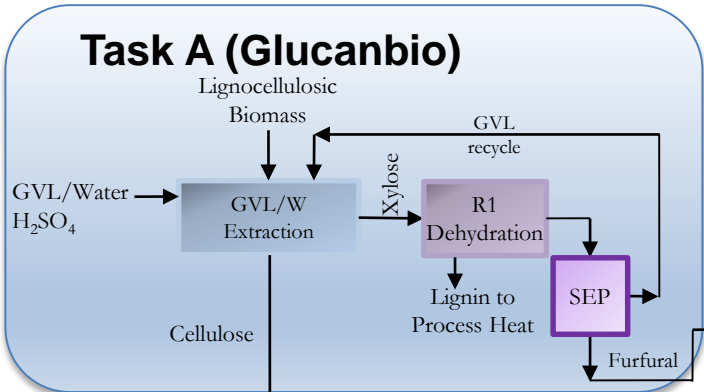 Task A (Glucanbio)
Lignocellulosic
Biomass
GVL
recycle
GVL/Water
H₂SO₄
GVL/W
Extraction
Xylose
R1
Dehydration
SEP
Lignin to
Process Heat
Cellulose
Furfural